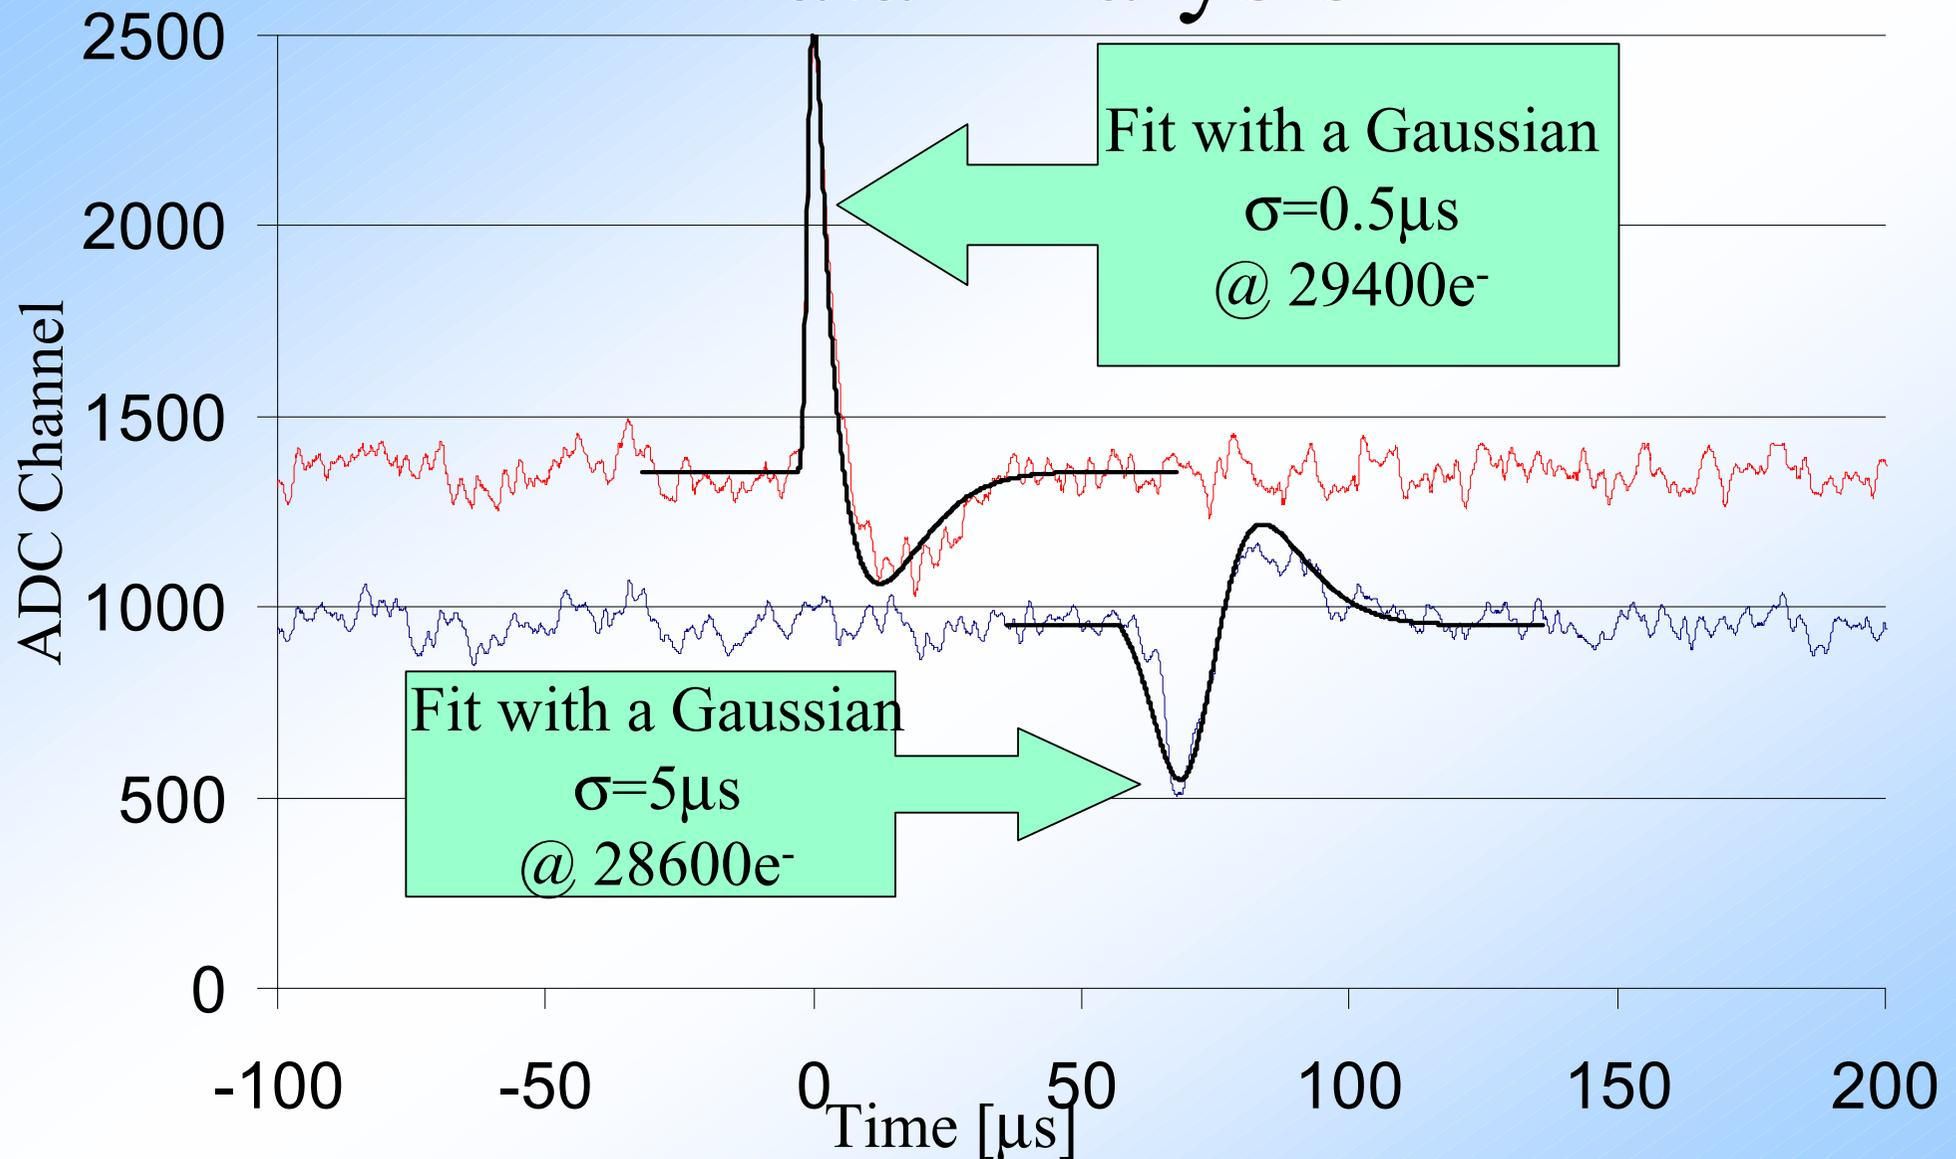 2500
2000
1500
1000
500
0
ADC Channel
Fit with a Gaussian
σ=0.5μs
@ 29400e⁻
Fit with a Gaussian
σ=5μs
@ 28600e⁻
-100 -50 0 50 100 150 200
Time [μs]